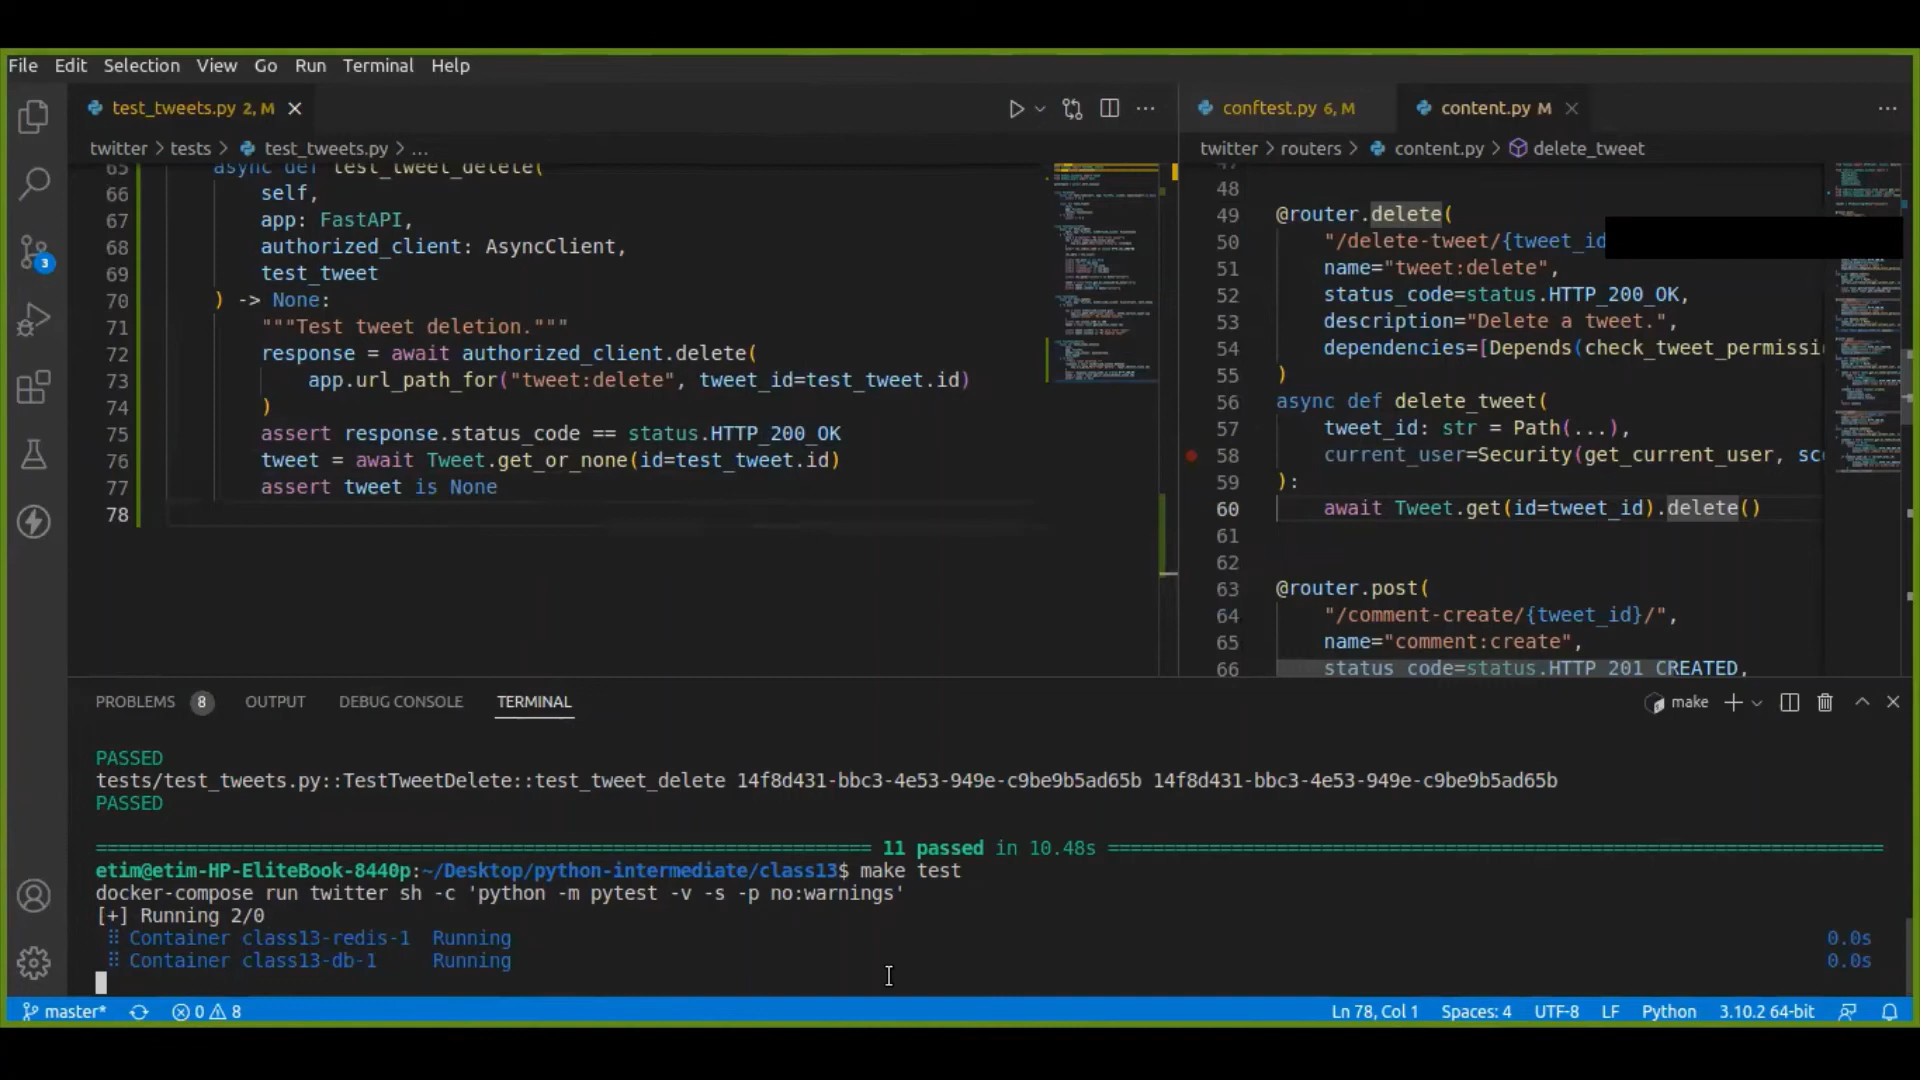 File Edit Selection View Go Run Terminal Help
test_tweets.py 2, M
conftest.py 6, M content.py M
twitter > tests > test_tweets.py > ...
twitter > routers > content.py > delete_tweet
65 async def test_tweet_delete(
66 self,
67 app: FastAPI,
68 authorized_client: AsyncClient,
69 test_tweet
70 ) -> None:
71 """Test tweet deletion."""
72 response = await authorized_client.delete(
73 app.url_path_for("tweet:delete", tweet_id=test_tweet.id)
74 )
75 assert response.status_code == status.HTTP_200_OK
76 tweet = await Tweet.get_or_none(id=test_tweet.id)
77 assert tweet is None
78
48
49 @router.delete(
50 "/delete-tweet/{tweet_id
51 name="tweet:delete",
52 status_code=status.HTTP_200_OK,
53 description="Delete a tweet.",
54 dependencies=[Depends(check_tweet_permissi
55 )
56 async def delete_tweet(
57 tweet_id: str = Path(...),
58 current_user=Security(get_current_user, sc
59 ):
60 await Tweet.get(id=tweet_id).delete()
61
62
63 @router.post(
64 "/comment-create/{tweet_id}/",
65 name="comment:create",
66 status_code=status.HTTP_201_CREATED,
PROBLEMS 8 OUTPUT DEBUG CONSOLE TERMINAL
make
PASSED
tests/test_tweets.py::TestTweetDelete::test_tweet_delete 14f8d431-bbc3-4e53-949e-c9be9b5ad65b 14f8d431-bbc3-4e53-949e-c9be9b5ad65b
PASSED
11 passed in 10.48s
etim@etim-HP-EliteBook-8440p:~/Desktop/python-intermediate/class13$ make test
docker-compose run twitter sh -c 'python -m pytest -v -s -p no:warnings'
[+] Running 2/0
⠿ Container class13-redis-1 Running 0.0s
⠿ Container class13-db-1 Running 0.0s
3
master* 0 8 Ln 78, Col 1 Spaces: 4 UTF-8 LF Python 3.10.2 64-bit